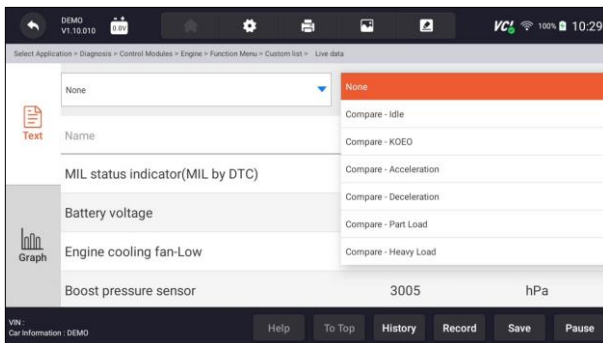 DEMO
V1.10.010
0.0V
VCI 100% 10:29
Select Application > Diagnosis > Control Modules > Engine > Function Menu > Custom list > Live data
None
None
Text
Name
Compare - Idle
Compare - KOEO
MIL status indicator(MIL by DTC)
Compare - Acceleration
Compare - Deceleration
Battery voltage
Compare - Part Load
Graph
Engine cooling fan-Low
Compare - Heavy Load
Boost pressure sensor 3005 hPa
VIN :
Car Information : DEMO
Help To Top History Record Save Pause